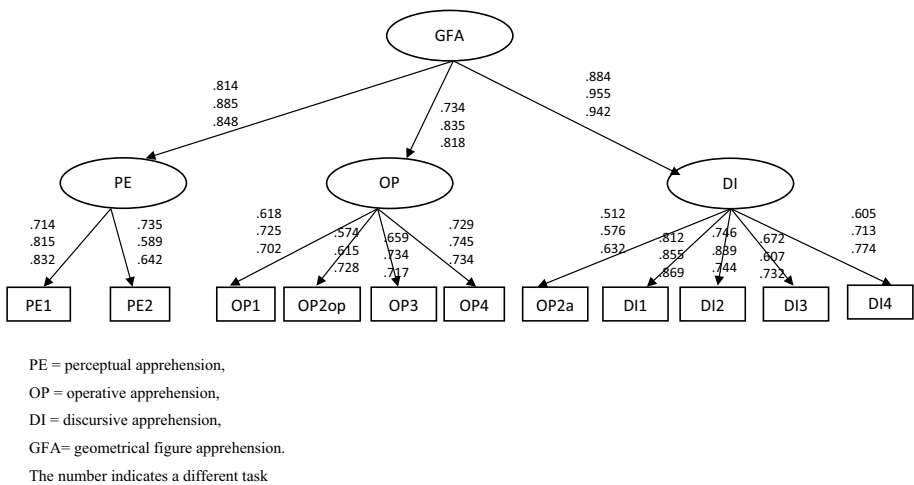 GFA
.814
.885
.848
.734
.835
.818
.884
.955
.942
PE
OP
DI
.714
.815
.832
.735
.589
.642
.618
.725
.702
.574
.615
.728
.659
.734
.717
.729
.745
.734
.512
.576
.632
.812
.855
.869
.746
.839
.744
.672
.607
.732
.605
.713
.774
PE1
PE2
OP1
OP2op
OP3
OP4
OP2a
DI1
DI2
DI3
DI4
PE = perceptual apprehension,
OP = operative apprehension,
DI = discursive apprehension,
GFA= geometrical figure apprehension.
The number indicates a different task